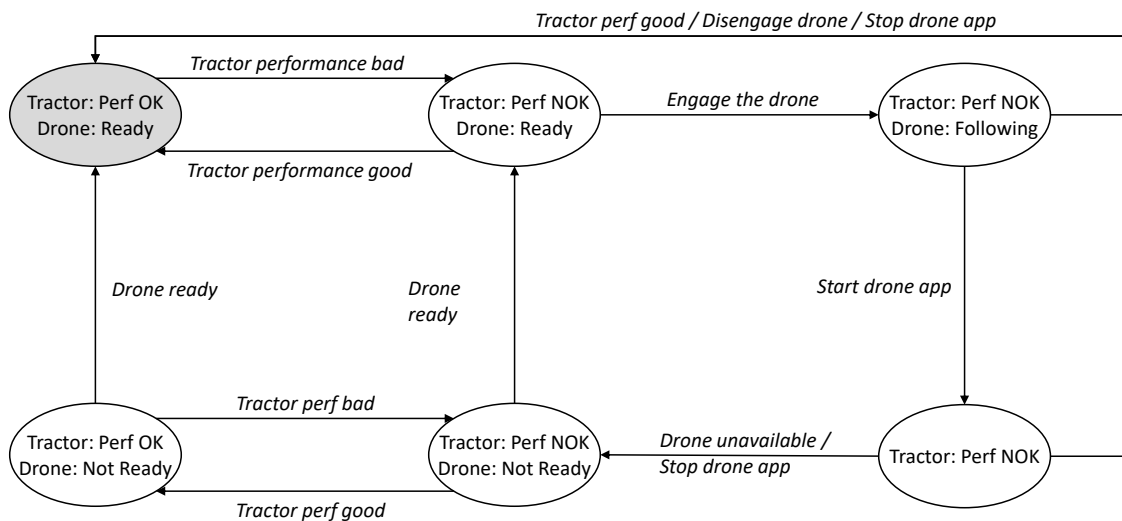 Tractor perf good / Disengage drone / Stop drone app
Tractor performance bad
Tractor: Perf OK
Drone: Ready
Tractor: Perf NOK
Drone: Ready
Engage the drone
Tractor: Perf NOK
Drone: Following
Tractor performance good
Drone ready
Drone
ready
Start drone app
Tractor perf bad
Tractor: Perf OK
Drone: Not Ready
Tractor: Perf NOK
Drone: Not Ready
Drone unavailable /
Stop drone app
Tractor: Perf NOK
Tractor perf good